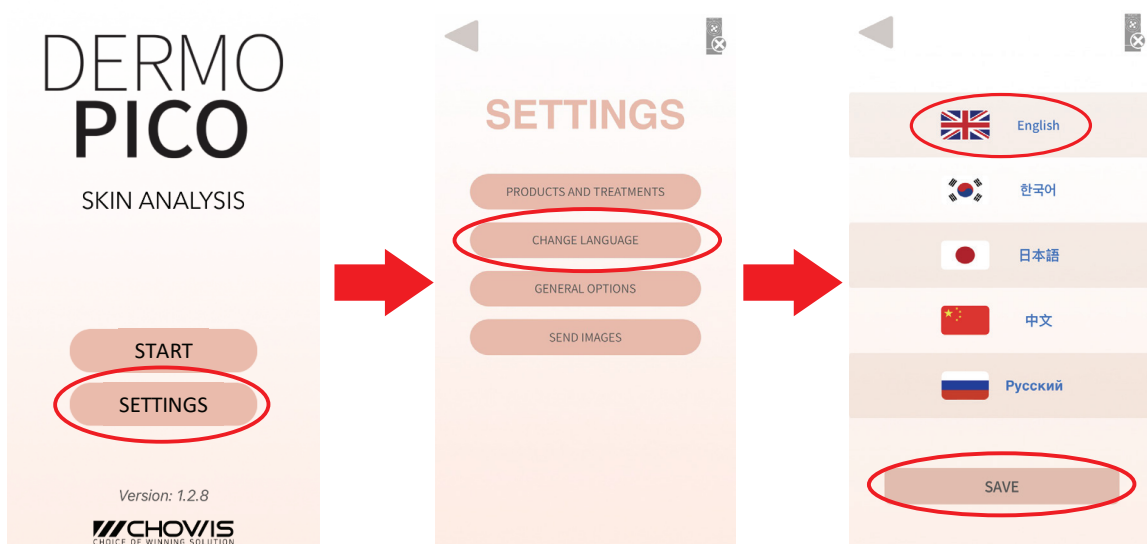 DERMO
PICO
SKIN ANALYSIS
START
SETTINGS
Version: 1.2.8
CHOWIS
CHOICE OF WINNING SOLUTION
SETTINGS
PRODUCTS AND TREATMENTS
CHANGE LANGUAGE
GENERAL OPTIONS
SEND IMAGES
English
한국어
日本語
中文
Русский
SAVE